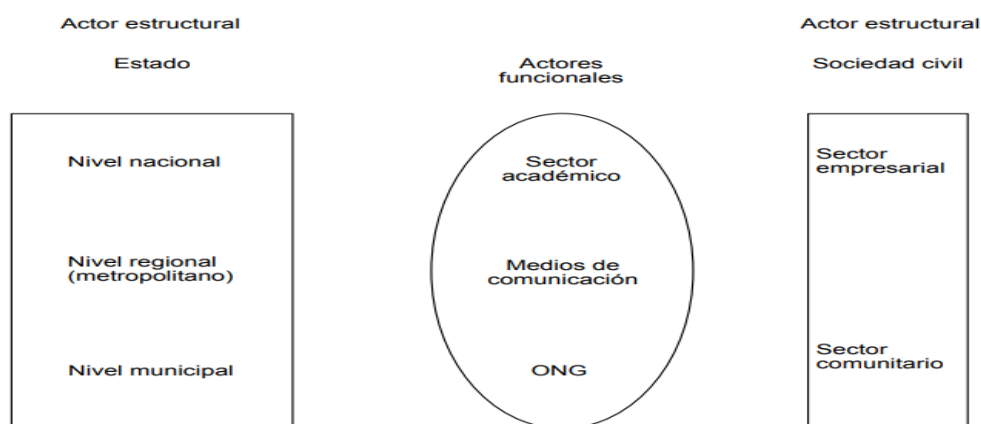 Actor estructural
Estado
Nivel nacional
Nivel regional
(metropolitano)
Nivel municipal
Actores
funcionales
Sector
académico
Medios de
comunicación
ONG
Actor estructural
Sociedad civil
Sector
empresarial
Sector
comunitario